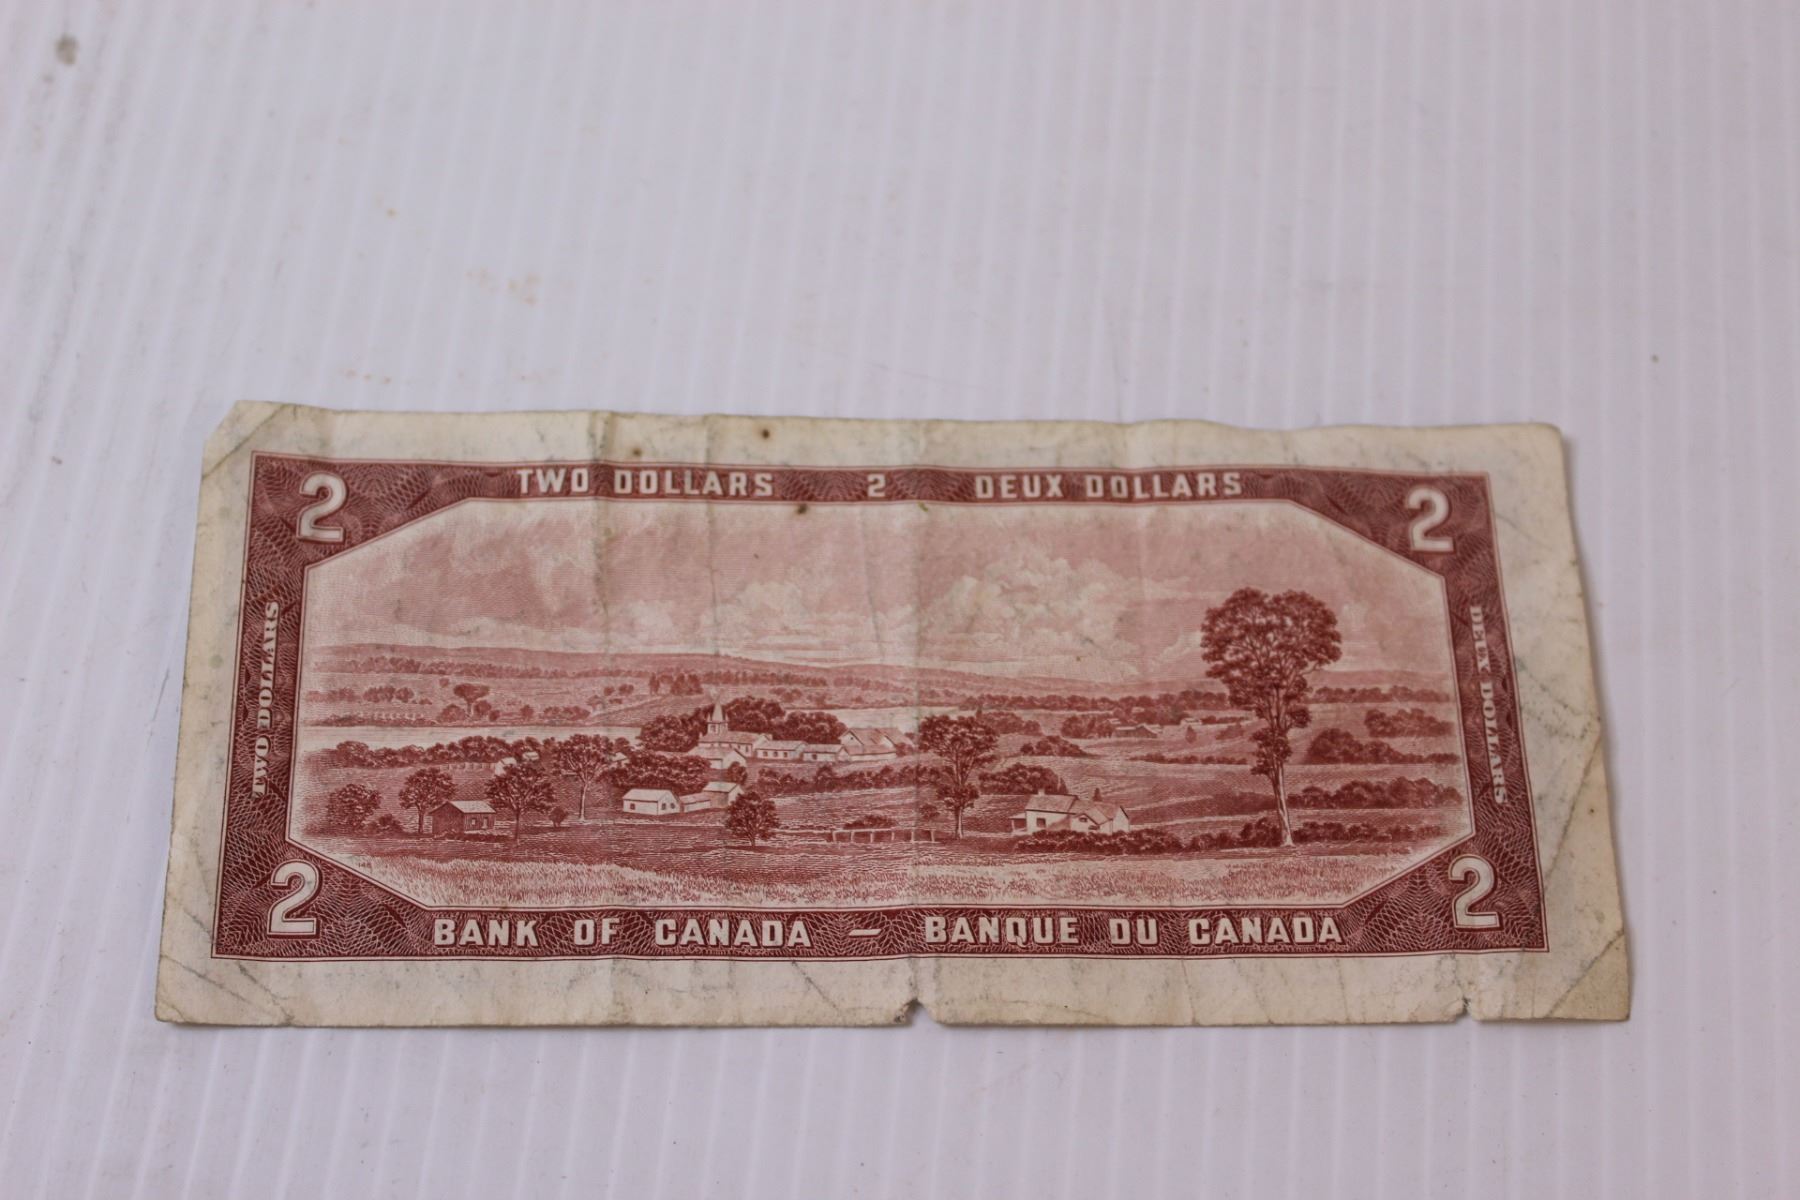 2 TWO DOLLARS 2 DEUX DOLLARS 2
TWO DOLLARS
DEUX DOLLARS
2 BANK OF CANADA – BANQUE DU CANADA 2